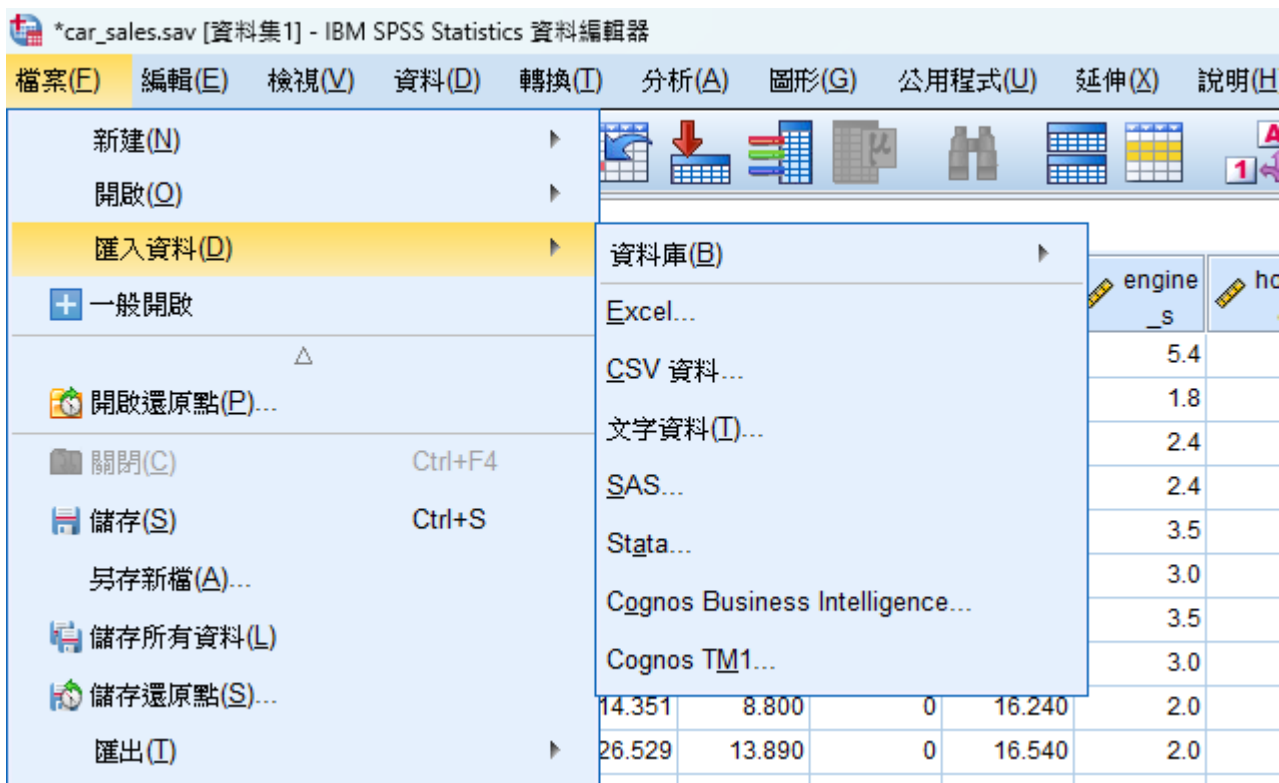 *car_sales.sav [資料集1] - IBM SPSS Statistics 資料編輯器
檔案(F) 編輯(E) 檢視(V) 資料(D) 轉換(T) 分析(A) 圖形(G) 公用程式(U) 延伸(X) 說明(H
新建(N)
開啟(O)
匯入資料(D)
一般開啟
開啟還原點(P)...
關閉(C) Ctrl+F4
儲存(S) Ctrl+S
另存新檔(A)...
儲存所有資料(L)
儲存還原點(S)...
匯出(T)
資料庫(B)
Excel...
CSV 資料...
文字資料(T)...
SAS...
Stata...
Cognos Business Intelligence...
Cognos TM1...
μ
A
1
engine
_s
5.4
1.8
2.4
2.4
3.5
3.0
3.5
3.0
14.351 8.800 0 16.240 2.0
26.529 13.890 0 16.540 2.0